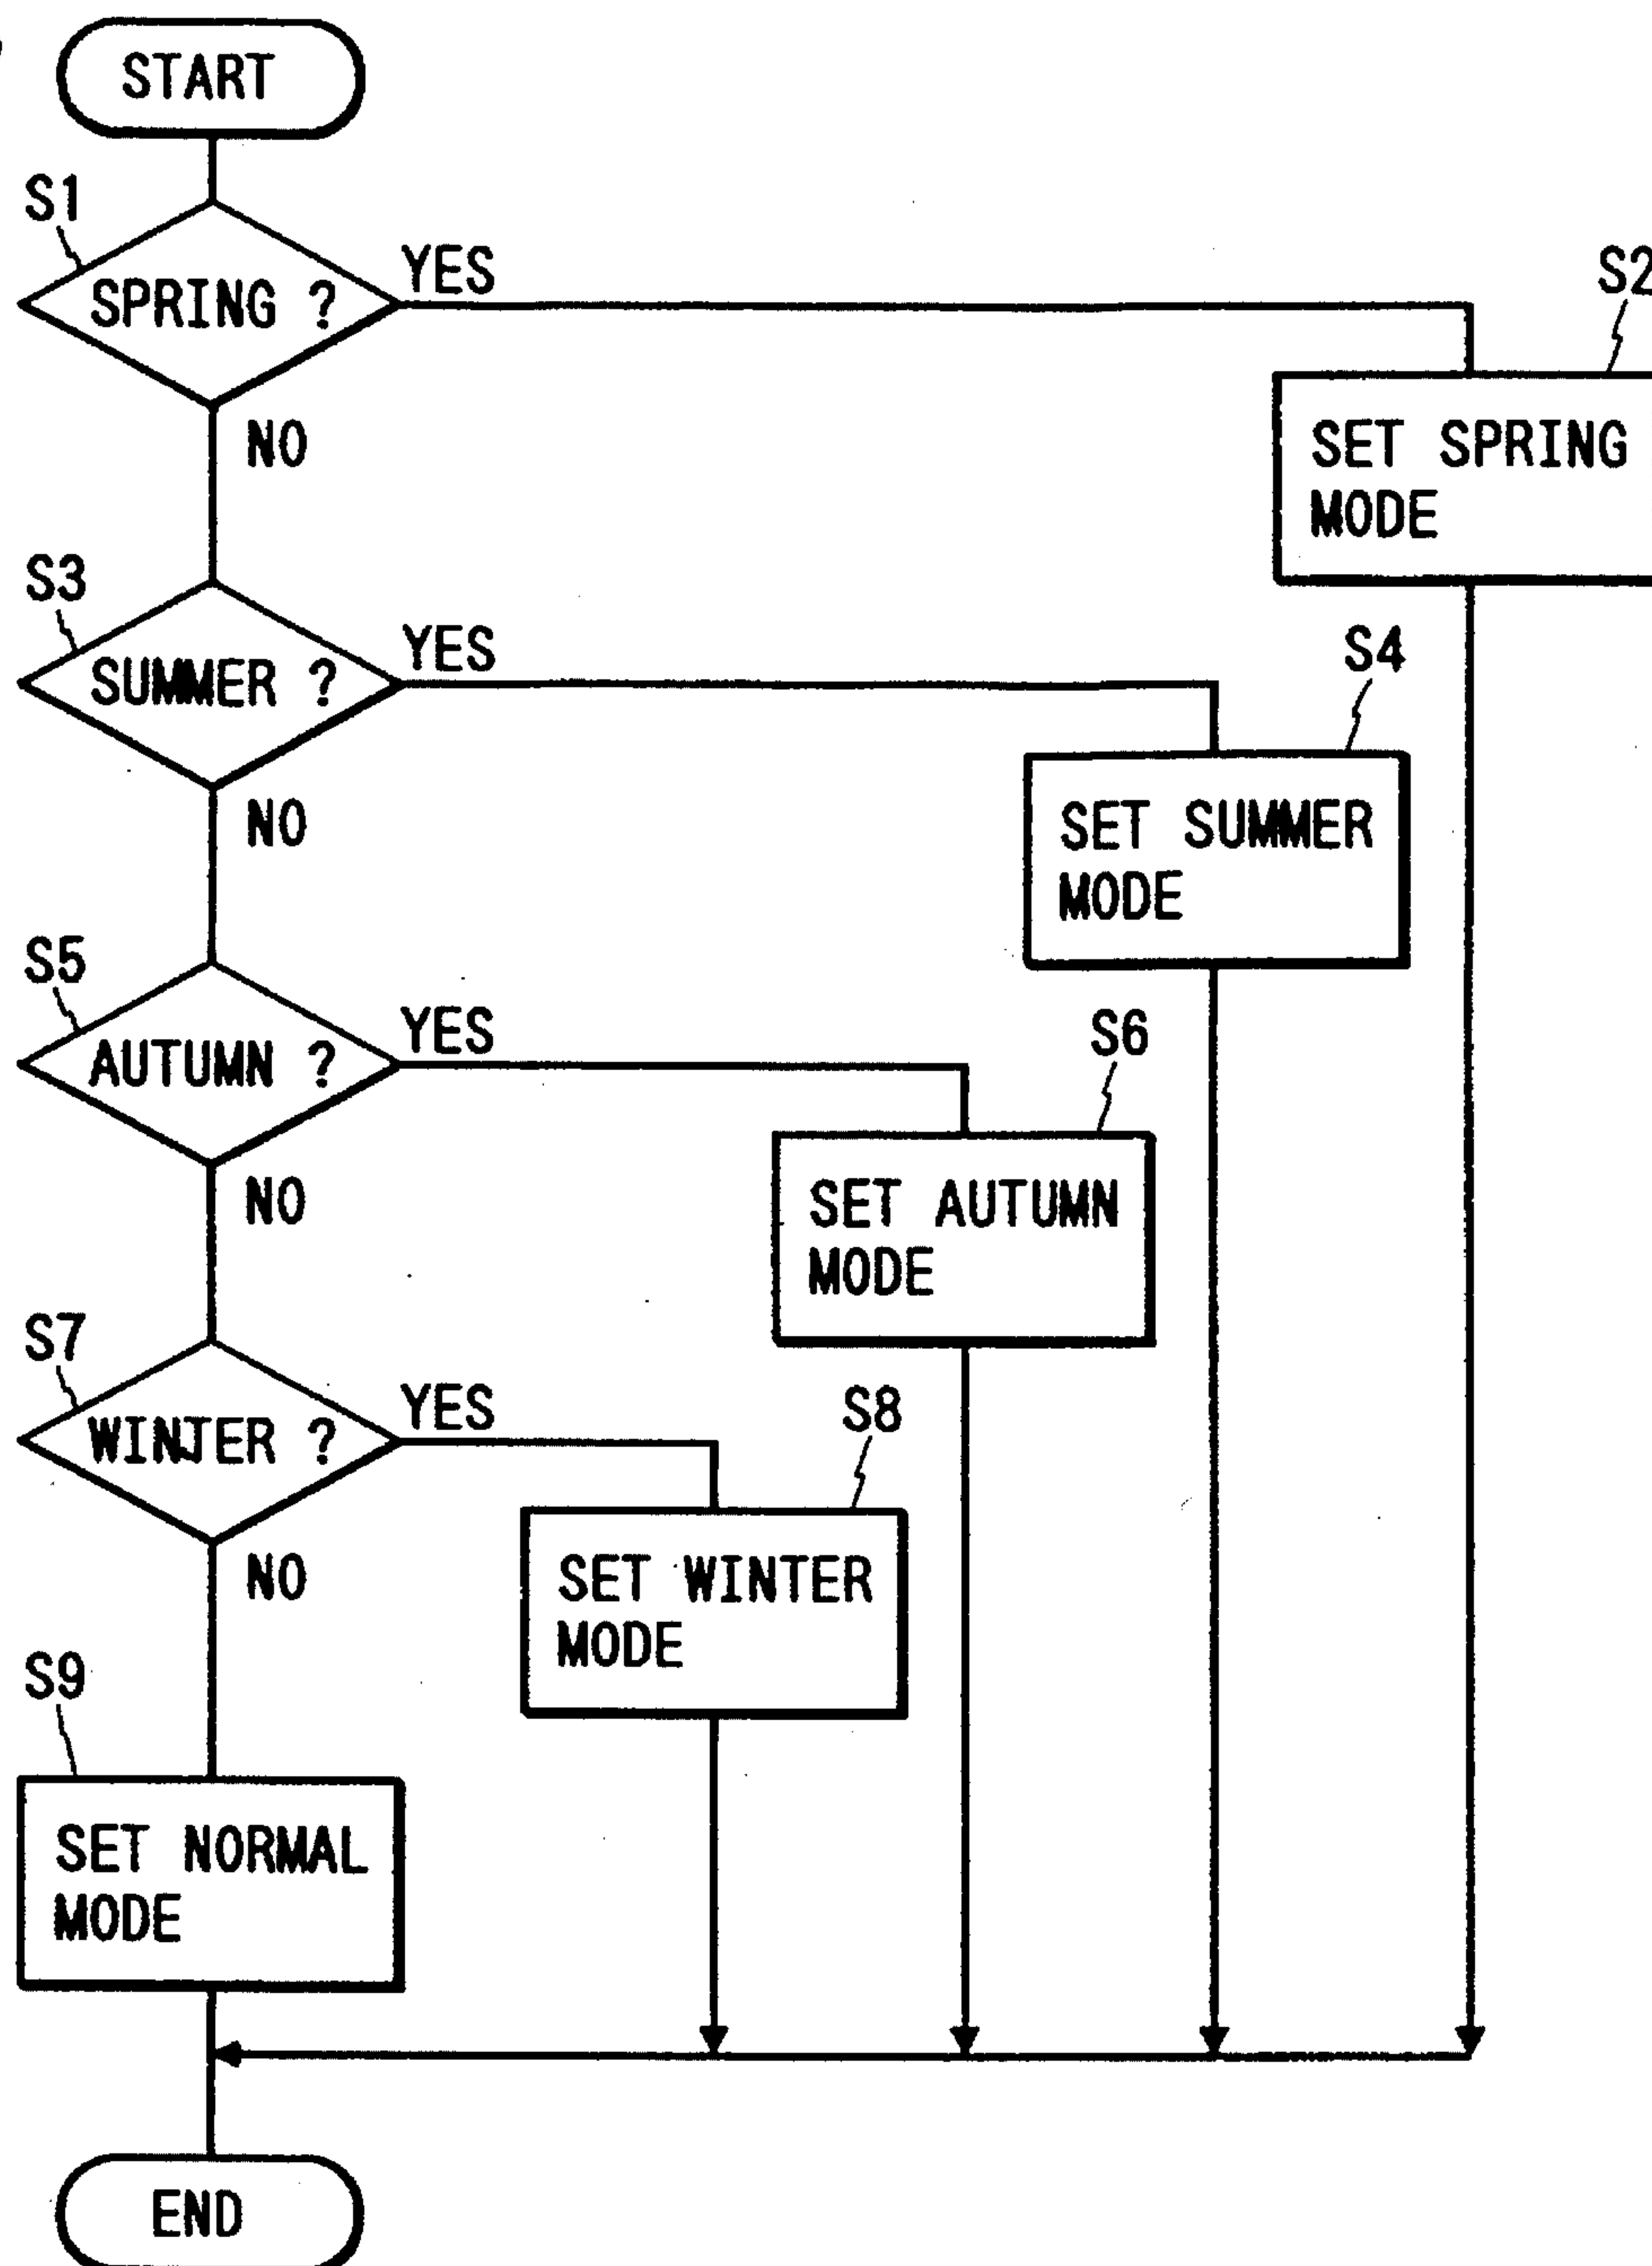 START
S1
SPRING ?
YES
NO
S2
SET SPRING
MODE
S3
SUMMER ?
YES
NO
S4
SET SUMMER
MODE
S5
AUTUMN ?
YES
NO
S6
SET AUTUMN
MODE
S7
WINTER ?
YES
NO
S8
SET WINTER
MODE
S9
SET NORMAL
MODE
END